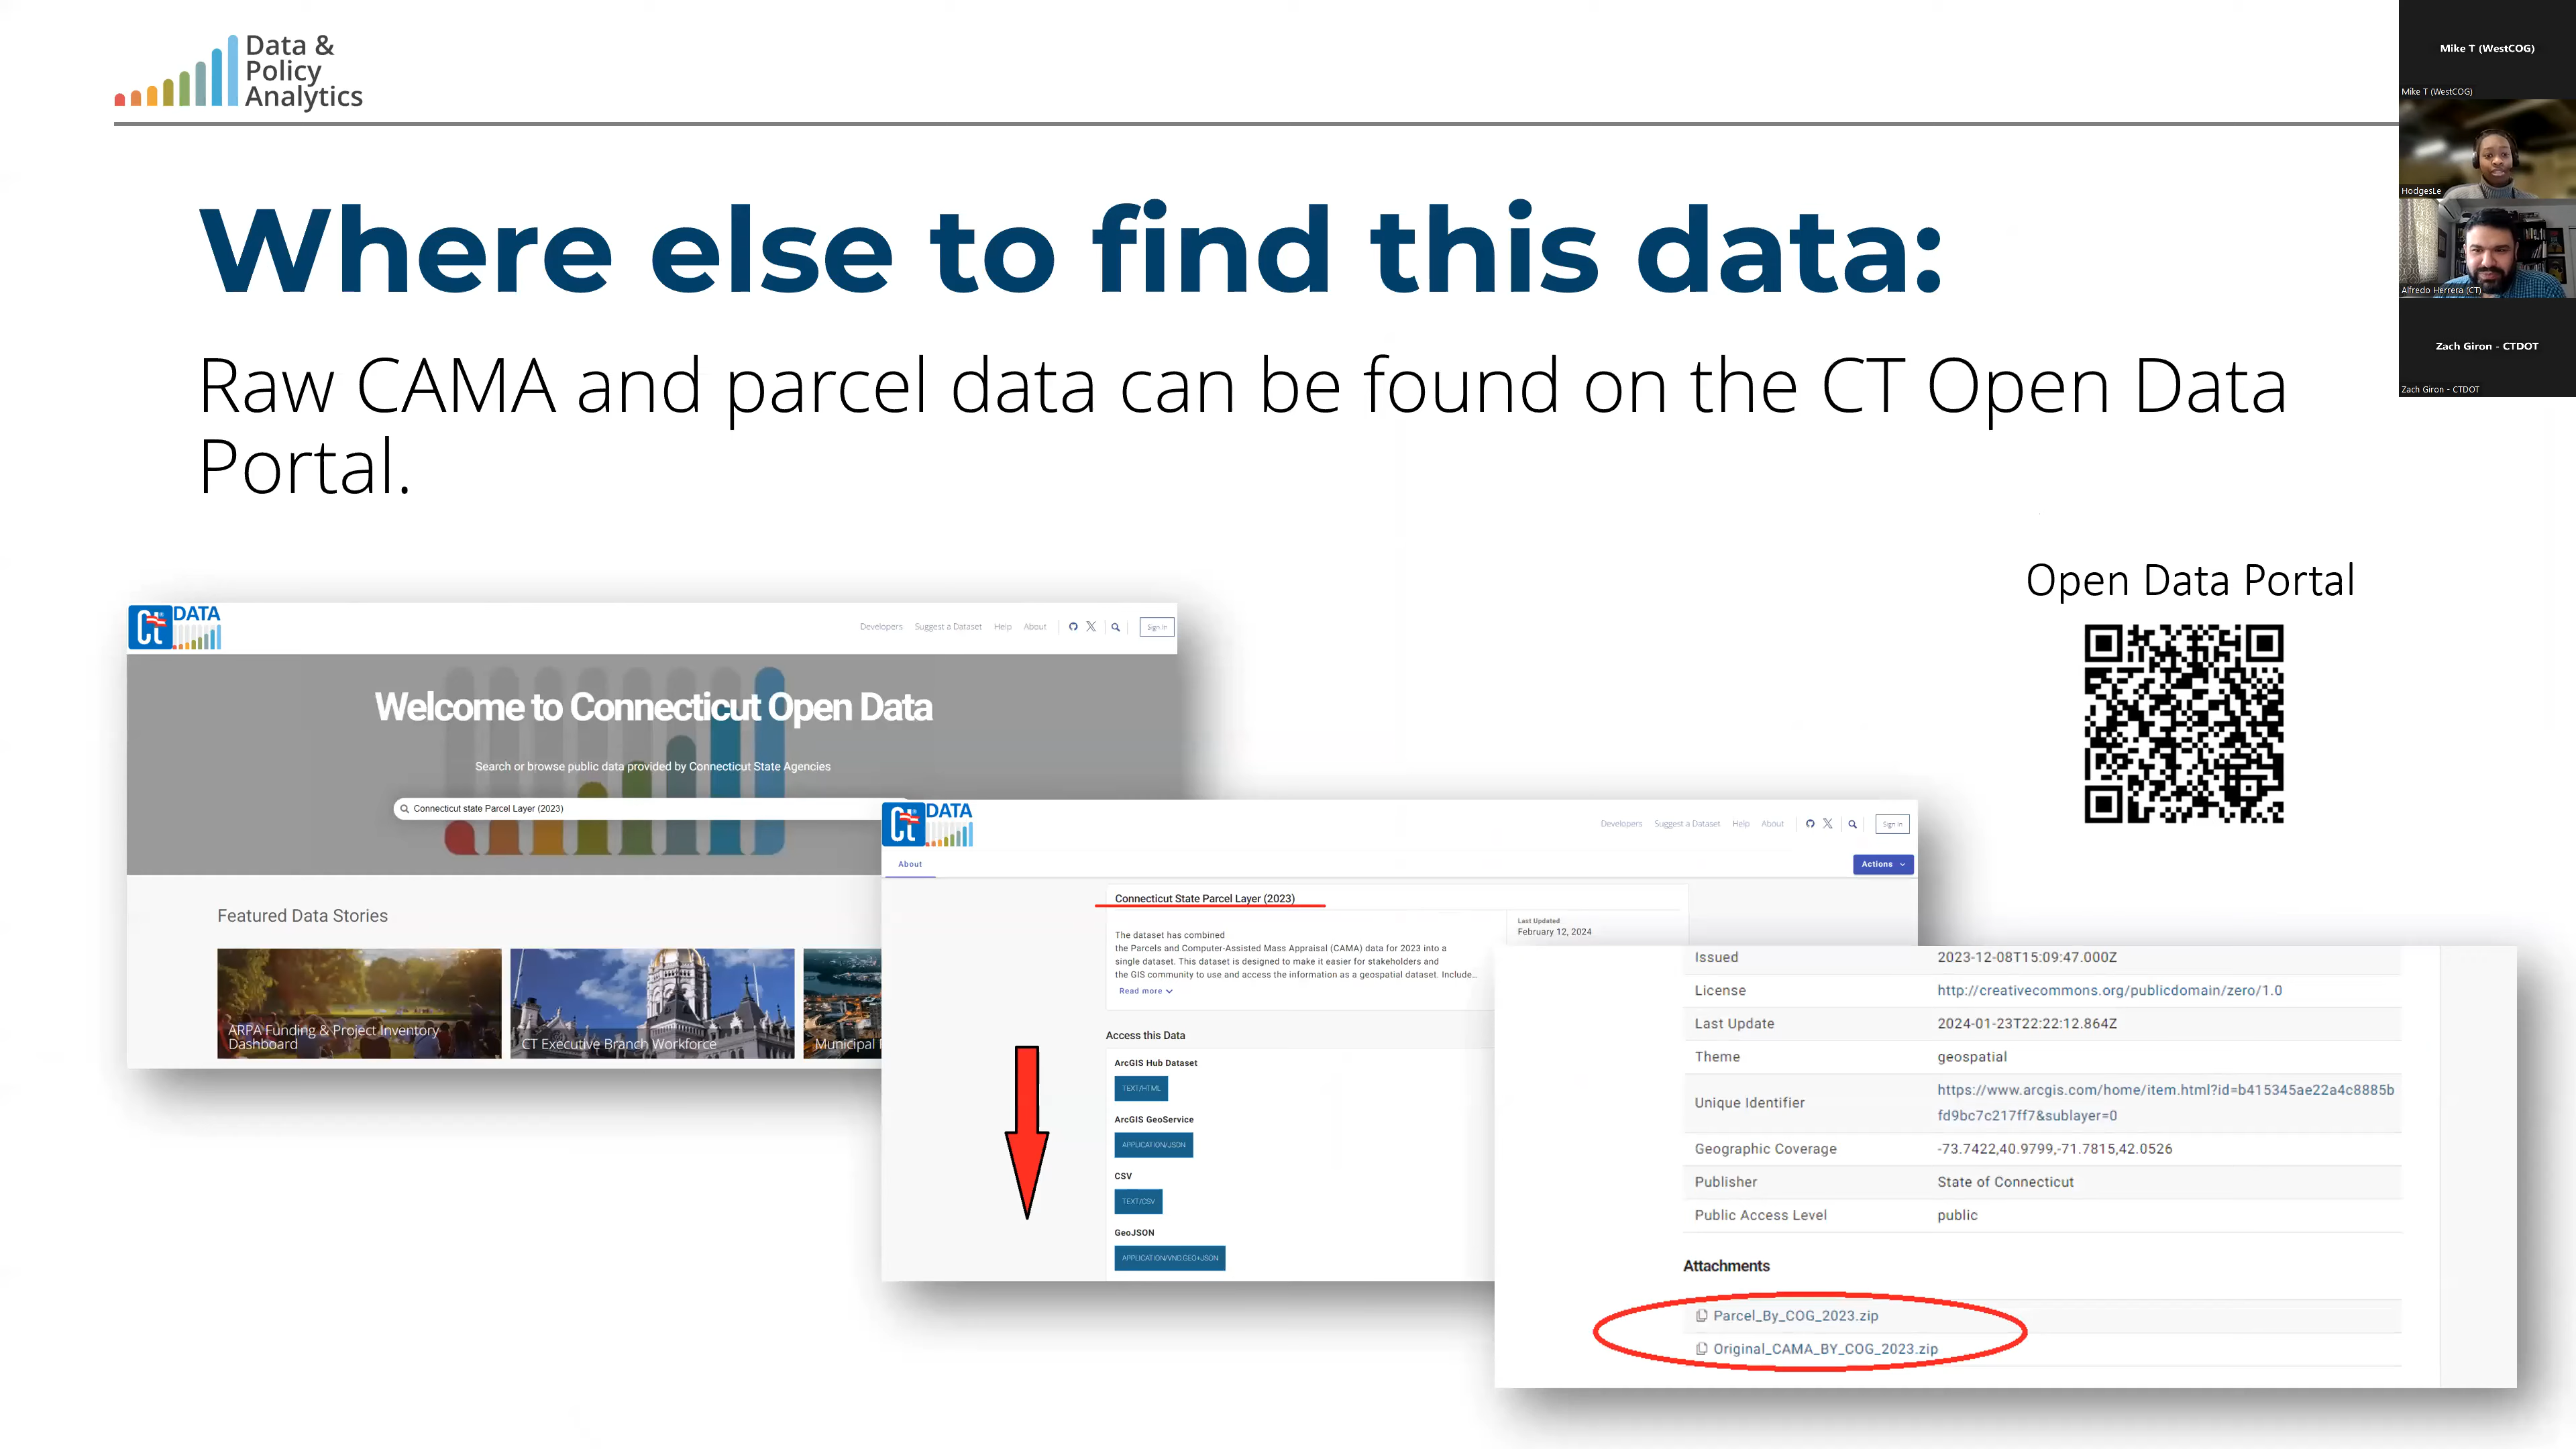 Data &
Policy
Analytics
Where else to find this data:
Raw CAMA and parcel data can be found on the CT Open Data
Portal.
Open Data Portal
Ct DATA
Developers
Suggest a Dataset
Help
About
Sign In
Welcome to Connecticut Open Data
Search or browse public data provided by Connecticut State Agencies
Connecticut state Parcel Layer (2023)
Featured Data Stories
ARPA Funding & Project Inventory
Dashboard
CT Executive Branch Workforce
Municipal
Ct DATA
Developers
Suggest a Dataset
Help
About
Sign In
About
Actions
Connecticut State Parcel Layer (2023)
Last Updated
February 12, 2024
The dataset has combined
the Parcels and Computer-Assisted Mass Appraisal (CAMA) data for 2023 into a
single dataset. This dataset is designed to make it easier for stakeholders and
the GIS community to use and access the information as a geospatial dataset. Include...
Read more
Access this Data
ArcGIS Hub Dataset
TEXT/HTML
ArcGIS GeoService
APPLICATION/JSON
CSV
TEXT/CSV
GeoJSON
APPLICATION/VND.GEO+JSON
Issued 2023-12-08T15:09:47.000Z
License http://creativecommons.org/publicdomain/zero/1.0
Last Update 2024-01-23T22:22:12.864Z
Theme geospatial
Unique Identifier https://www.arcgis.com/home/item.html?id=b415345ae22a4c8885b
fd9bc7c217ff7&sublayer=0
Geographic Coverage -73.7422,40.9799,-71.7815,42.0526
Publisher State of Connecticut
Public Access Level public
Attachments
Parcel_By_COG_2023.zip
Original_CAMA_BY_COG_2023.zip
Mike T (WestCOG)
Mike T (WestCOG)
HodgesLe
Alfredo Herrera (CT)
Zach Giron - CTDOT
Zach Giron - CTDOT